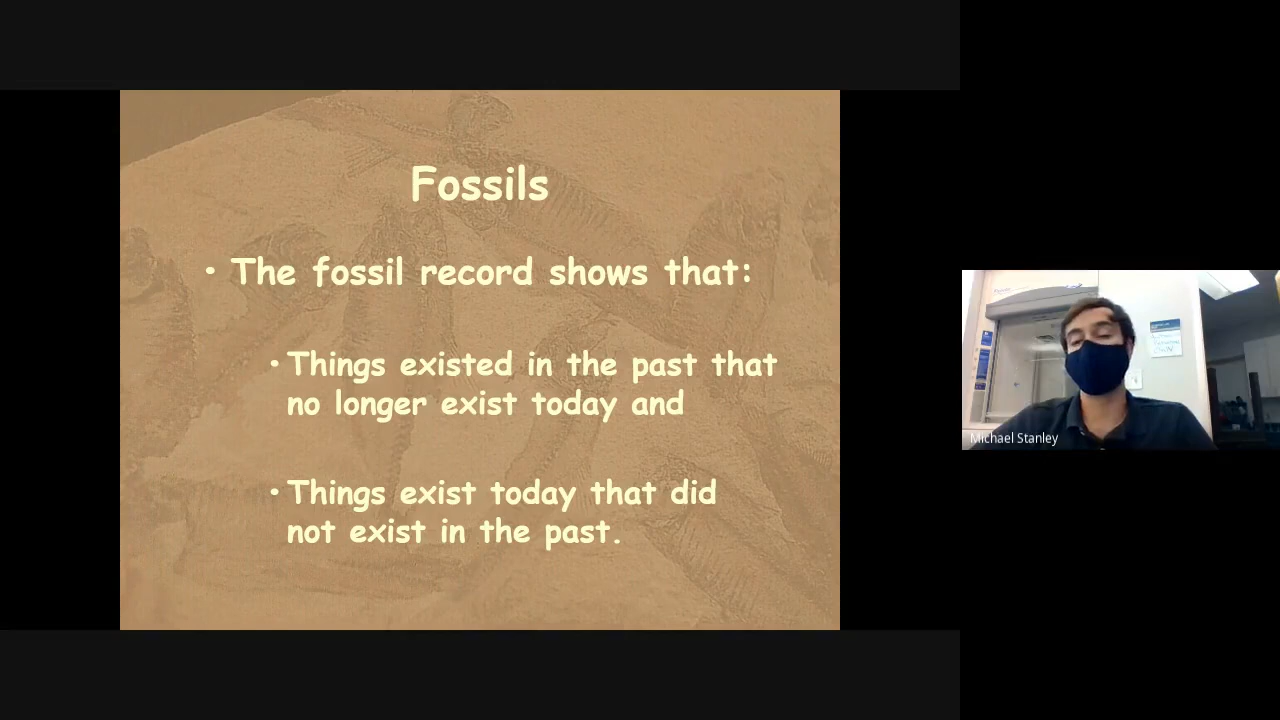 Fossils
• The fossil record shows that:
• Things existed in the past that
no longer exist today and
• Things exist today that did
not exist in the past.
Michael Stanley